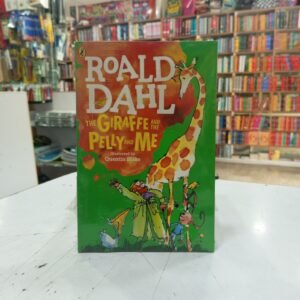 ROALD
DAHL
THE GIRAFFE AND THE
PELLY AND ME
Illustrated by
Quentin Blake